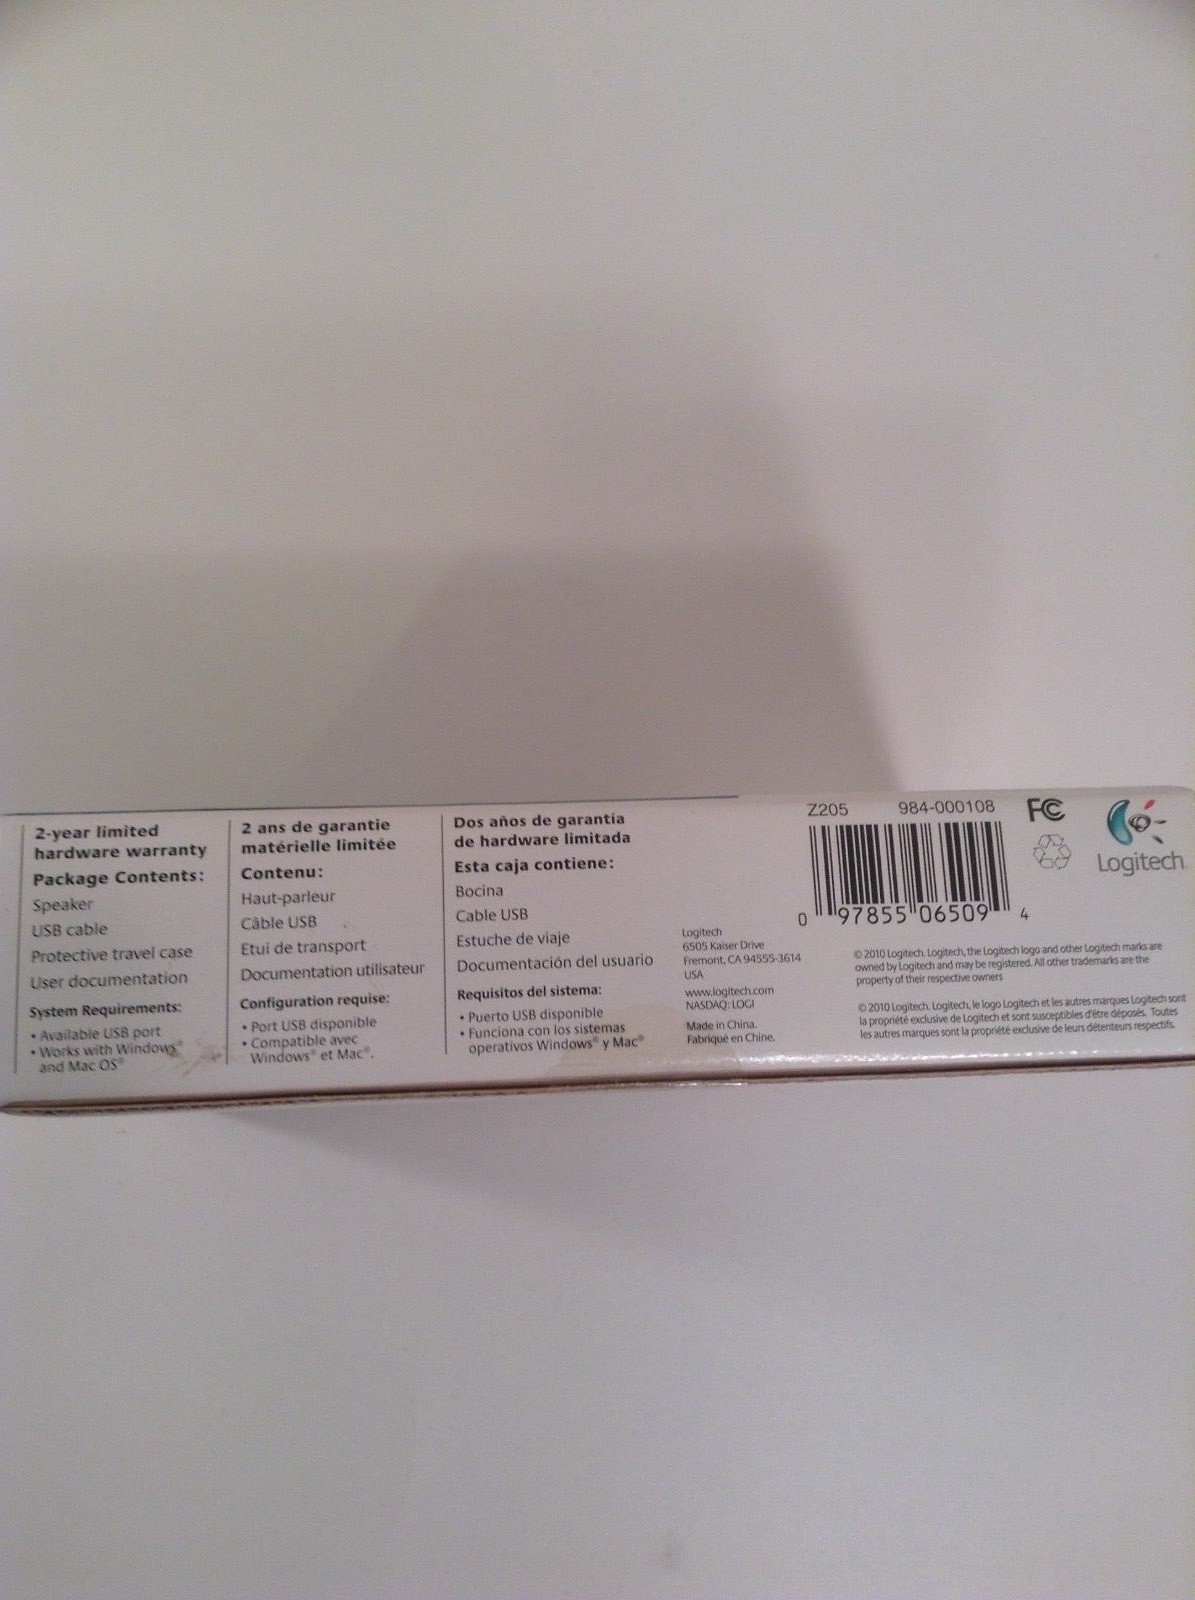 2-year limited
hardware warranty
Package Contents:
Speaker
USB cable
Protective travel case
User documentation
System Requirements:
• Available USB port
• Works with Windows®
and Mac OS®
2 ans de garantie
matérielle limitée
Contenu:
Haut-parleur
Câble USB
Etui de transport
Documentation utilisateur
Configuration requise:
• Port USB disponible
• Compatible avec
Windows® et Mac®.
Dos años de garantía
de hardware limitada
Esta caja contiene:
Bocina
Cable USB
Estuche de viaje
Documentación del usuario
Requisitos del sistema:
• Puerto USB disponible
• Funciona con los sistemas
operativos Windows® y Mac®
Logitech
6505 Kaiser Drive
Fremont, CA 94555-3614
USA
www.logitech.com
NASDAQ: LOGI
Made in China.
Fabriqué en Chine.
Z205 984-000108
0 97855 06509 4
FC
Logitech
© 2010 Logitech. Logitech, the Logitech logo and other Logitech marks are
owned by Logitech and may be registered. All other trademarks are the
property of their respective owners
© 2010 Logitech. Logitech, le logo Logitech et les autres marques Logitech sont
la propriété exclusive de Logitech et sont susceptibles d'être déposés. Toutes
les autres marques sont la propriété exclusive de leurs détenteurs respectifs.